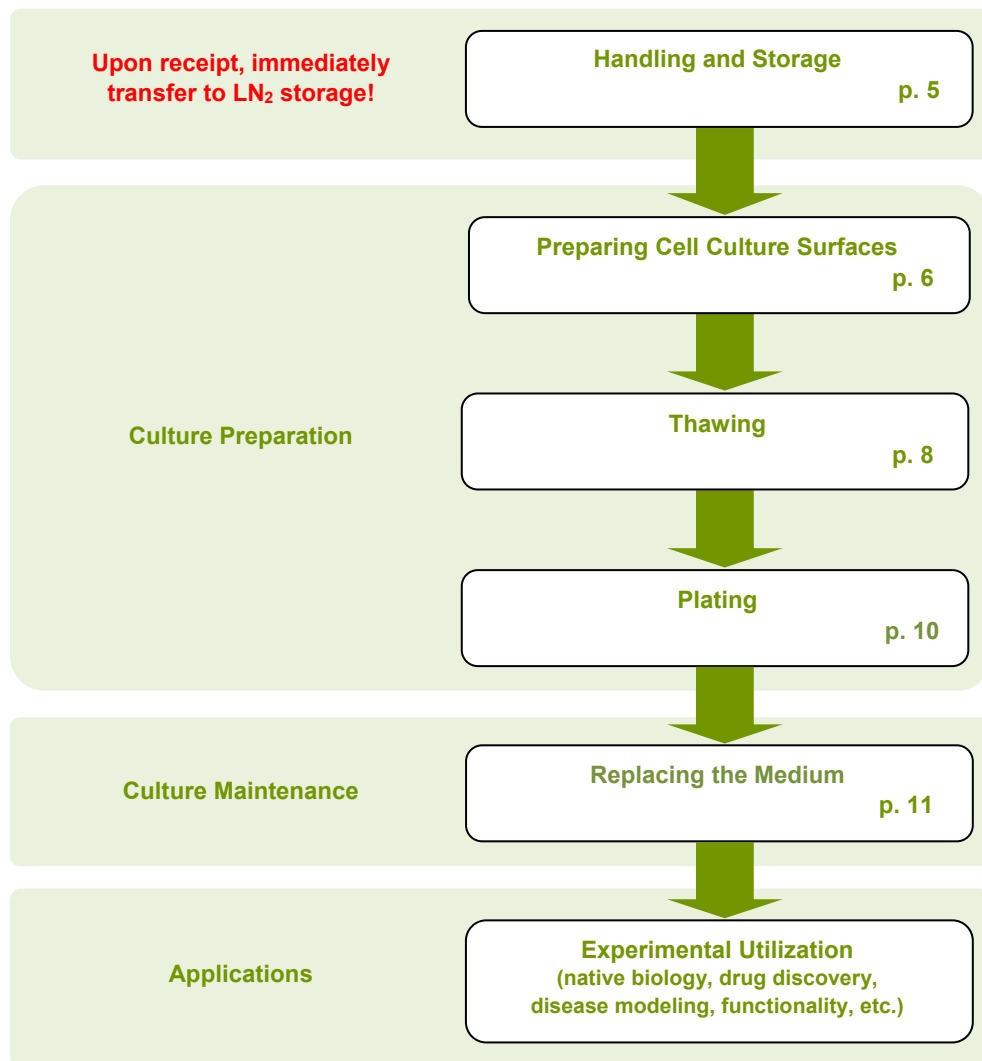 Upon receipt, immediately
transfer to LN₂ storage!
Handling and Storage
p. 5
Preparing Cell Culture Surfaces
p. 6
Culture Preparation
Thawing
p. 8
Plating
p. 10
Culture Maintenance
Replacing the Medium
p. 11
Applications
Experimental Utilization
(native biology, drug discovery,
disease modeling, functionality, etc.)